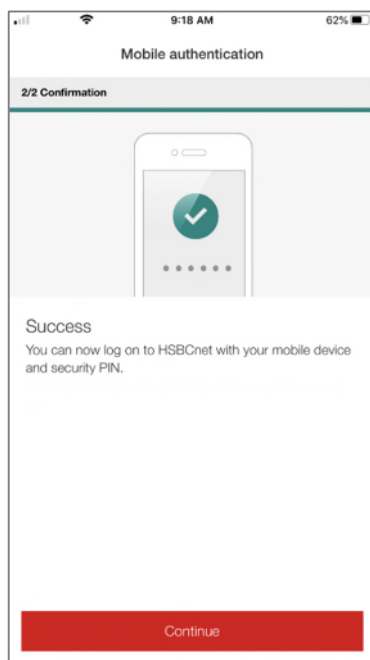 9:18 AM
62%
Mobile authentication
2/2 Confirmation
Success
You can now log on to HSBCnet with your mobile device
and security PIN.
Continue